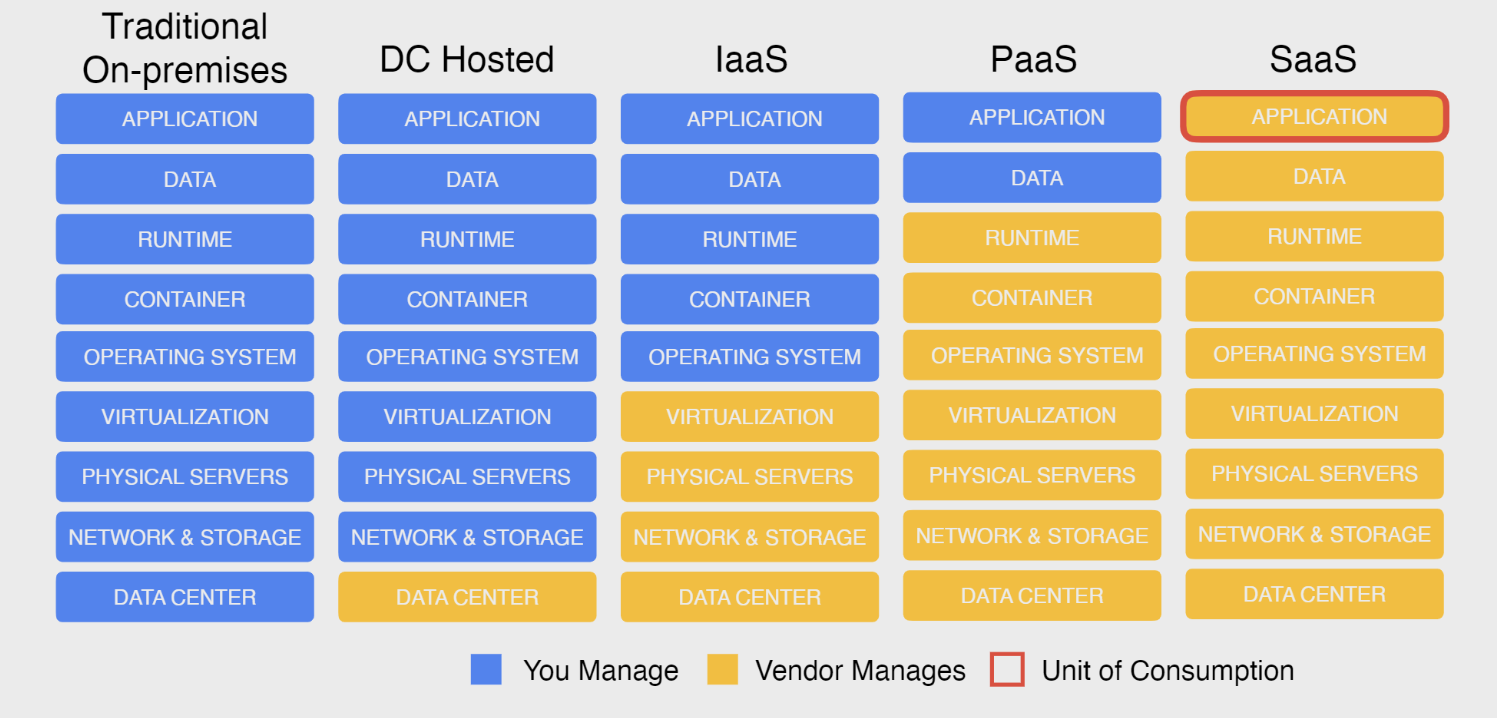 Traditional
On-premises
DC Hosted
IaaS
PaaS
SaaS
APPLICATION
APPLICATION
APPLICATION
APPLICATION
APPLICATION
DATA
DATA
DATA
DATA
DATA
RUNTIME
RUNTIME
RUNTIME
RUNTIME
RUNTIME
CONTAINER
CONTAINER
CONTAINER
CONTAINER
CONTAINER
OPERATING SYSTEM
OPERATING SYSTEM
OPERATING SYSTEM
OPERATING SYSTEM
OPERATING SYSTEM
VIRTUALIZATION
VIRTUALIZATION
VIRTUALIZATION
VIRTUALIZATION
VIRTUALIZATION
PHYSICAL SERVERS
PHYSICAL SERVERS
PHYSICAL SERVERS
PHYSICAL SERVERS
PHYSICAL SERVERS
NETWORK & STORAGE
NETWORK & STORAGE
NETWORK & STORAGE
NETWORK & STORAGE
NETWORK & STORAGE
DATA CENTER
DATA CENTER
DATA CENTER
DATA CENTER
DATA CENTER
You Manage
Vendor Manages
Unit of Consumption